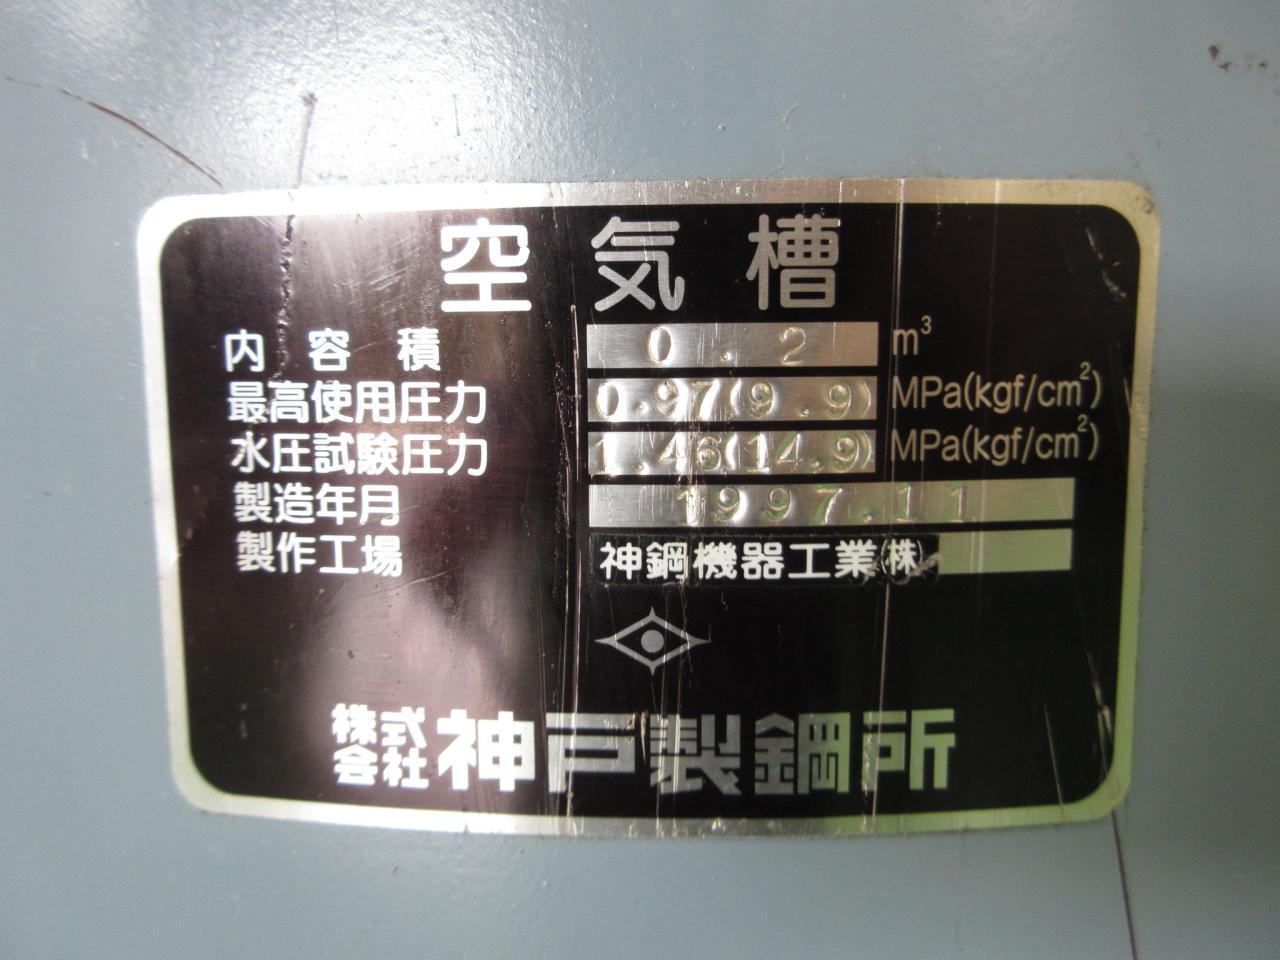 空気槽
内容積 0.2 m³
最高使用圧力 0.97(9.9) MPa(kgf/cm²)
水圧試験圧力 1.46(14.9) MPa(kgf/cm²)
製造年月 1997.11
製作工場 神鋼機器工業(株)
株式会社 神戸製鋼所